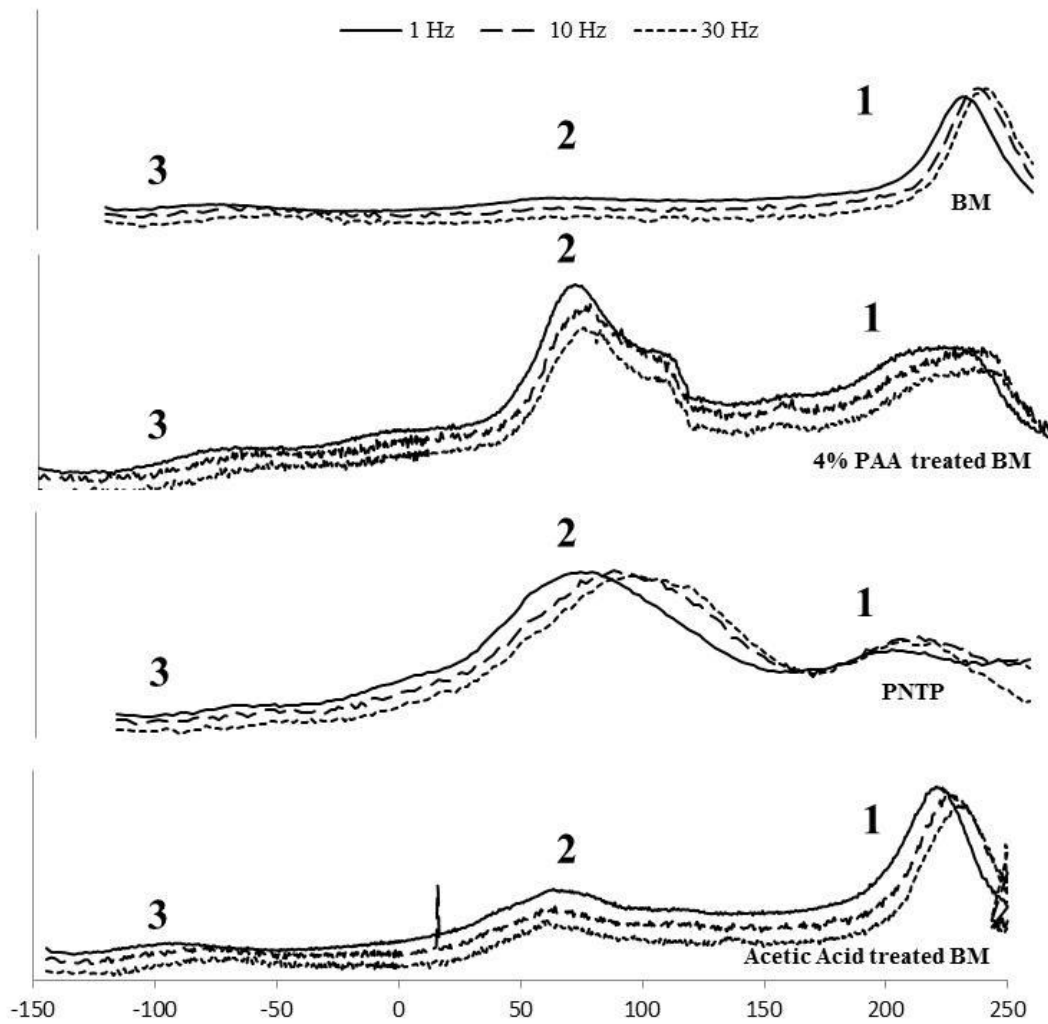 1 Hz 10 Hz 30 Hz
3 2 1
BM
2
3 1
4% PAA treated BM
2
3 1
PNTP
3 2 1
Acetic Acid treated BM
-150 -100 -50 0 50 100 150 200 250